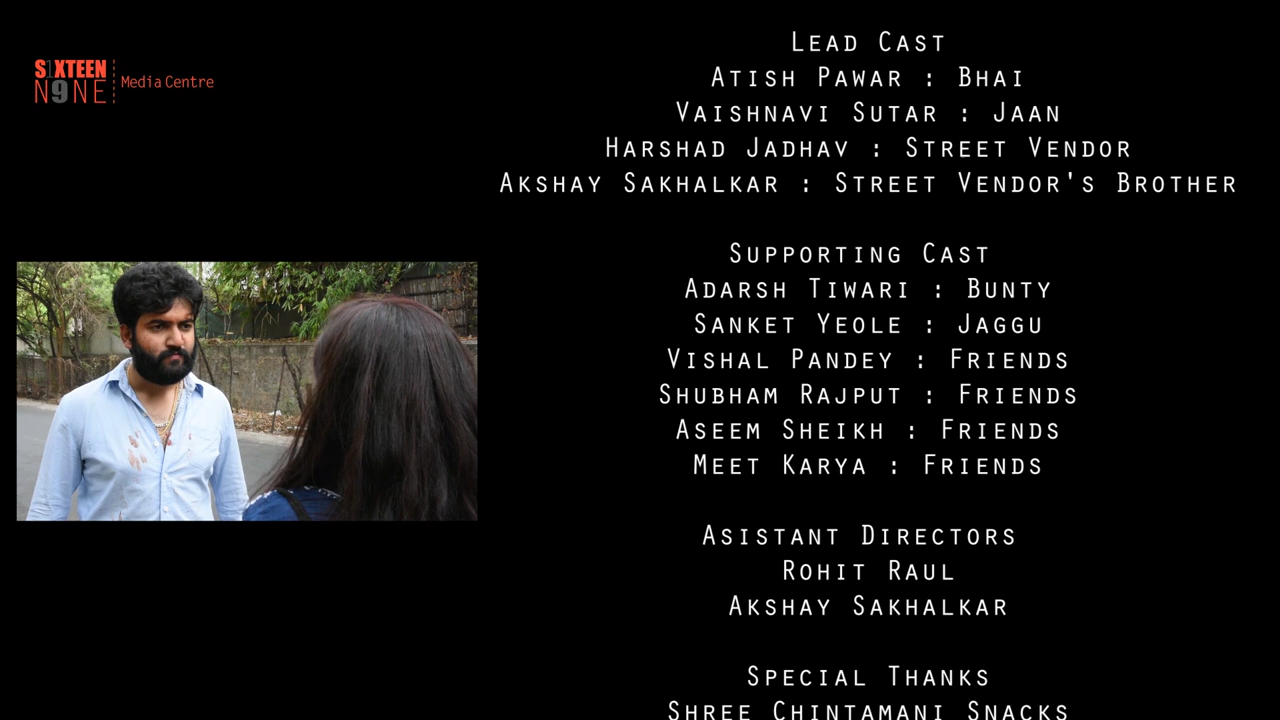 S1XTEEN
N9NE
Media Centre
LEAD CAST
ATISH PAWAR : BHAI
VAISHNAVI SUTAR : JAAN
HARSHAD JADHAV : STREET VENDOR
AKSHAY SAKHALKAR : STREET VENDOR'S BROTHER
SUPPORTING CAST
ADARSH TIWARI : BUNTY
SANKET YEOLE : JAGGU
VISHAL PANDEY : FRIENDS
SHUBHAM RAJPUT : FRIENDS
ASEEM SHEIKH : FRIENDS
MEET KARYA : FRIENDS
ASISTANT DIRECTORS
ROHIT RAUL
AKSHAY SAKHALKAR
SPECIAL THANKS
SHREE CHINTAMANI SNACKS